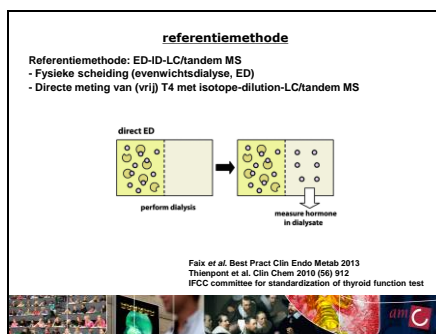 referentiemethode
Referentiemethode: ED-ID-LC/tandem MS
- Fysieke scheiding (evenwichtsdialyse, ED)
- Directe meting van (vrij) T4 met isotope-dilution-LC/tandem MS
direct ED
perform dialysis
measure hormone
in dialysate
Faix et al. Best Pract Clin Endo Metab 2013
Thienpont et al. Clin Chem 2010 (56) 912
IFCC committee for standardization of thyroid function test
amC